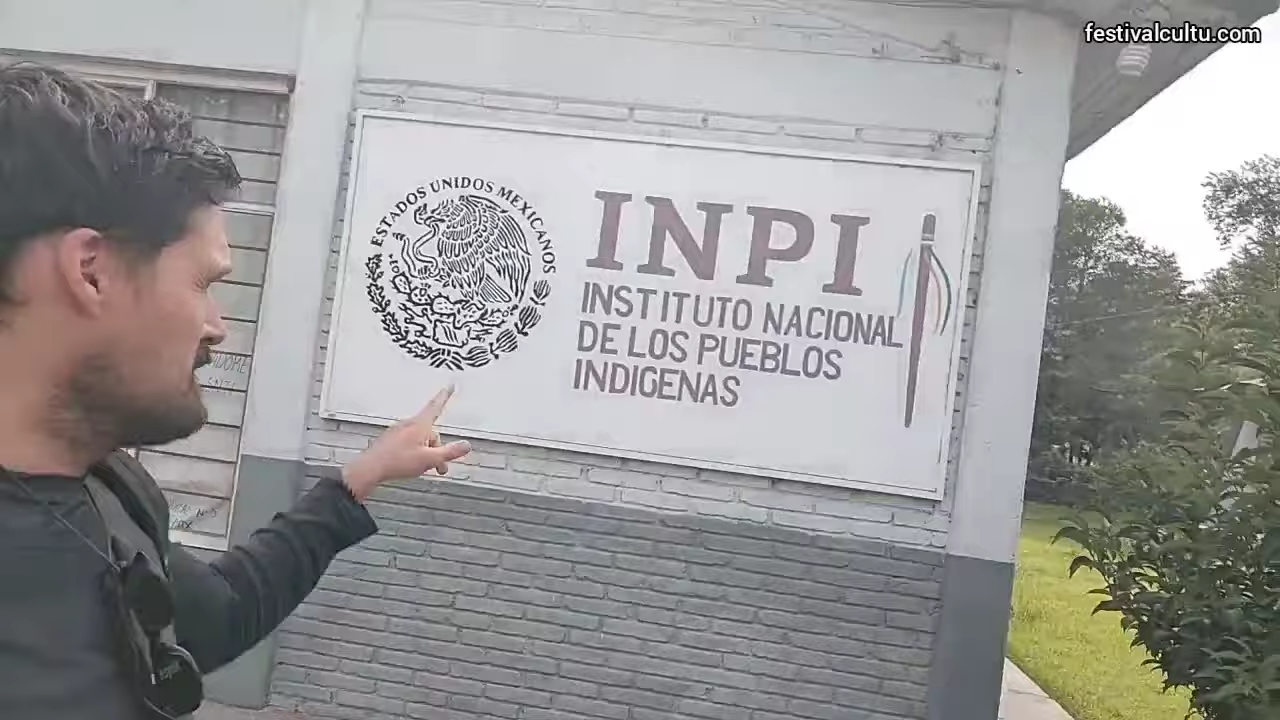 festivalcultu.com
ESTADOS UNIDOS MEXICANOS
INPI
INSTITUTO NACIONAL
DE LOS PUEBLOS
INDIGENAS